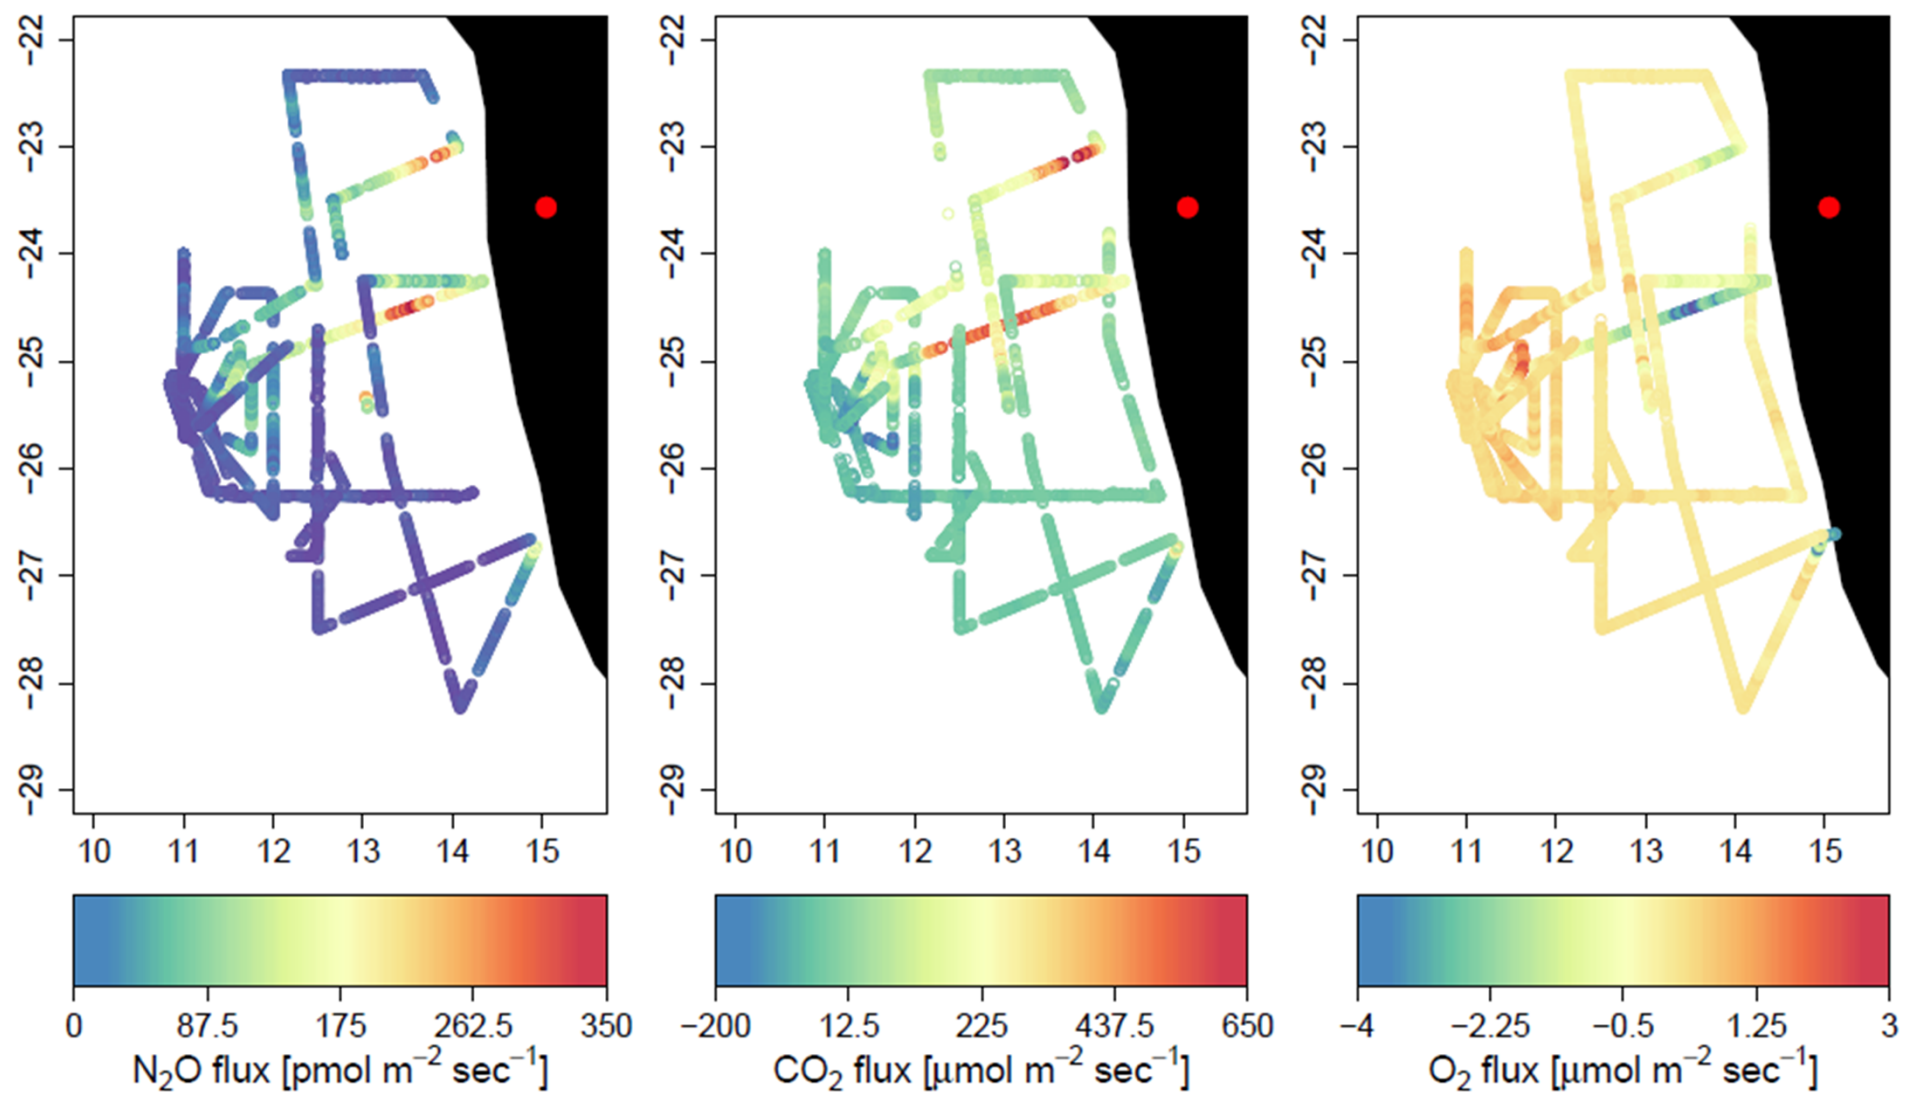 −22 −22 −22
−23 −23 −23
−24 −24 −24
−25 −25 −25
−26 −26 −26
−27 −27 −27
−28 −28 −28
−29 −29 −29
10 11 12 13 14 15 10 11 12 13 14 15 10 11 12 13 14 15
0 87.5 175 262.5 350 −200 12.5 225 437.5 650 −4 −2.25 −0.5 1.25 3
N₂O flux [pmol m⁻² sec⁻¹] CO₂ flux [µmol m⁻² sec⁻¹] O₂ flux [µmol m⁻² sec⁻¹]